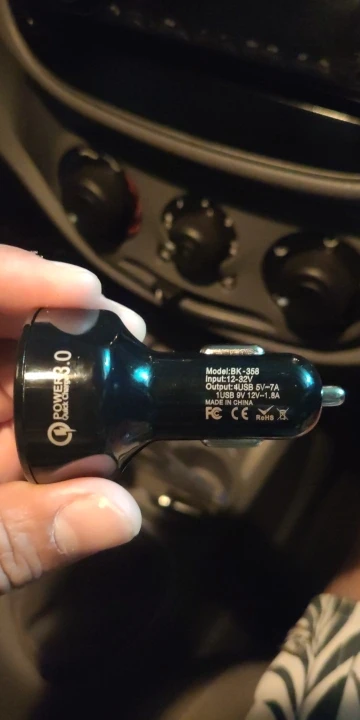 POWER 3.0
Quick Charge
Model:BK-358
Input:12-32V
Output:4USB 5V-7A
1USB 9V 12V-1.8A
MADE IN CHINA
FC CE RoHS